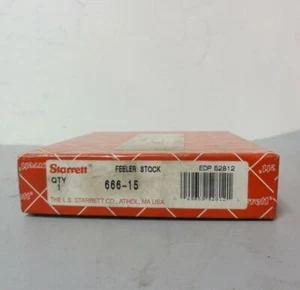 Starrett FEELER STOCK EDP 52812
QTY
1 666-15
THE L.S. STARRETT CO., ATHOL, MA USA